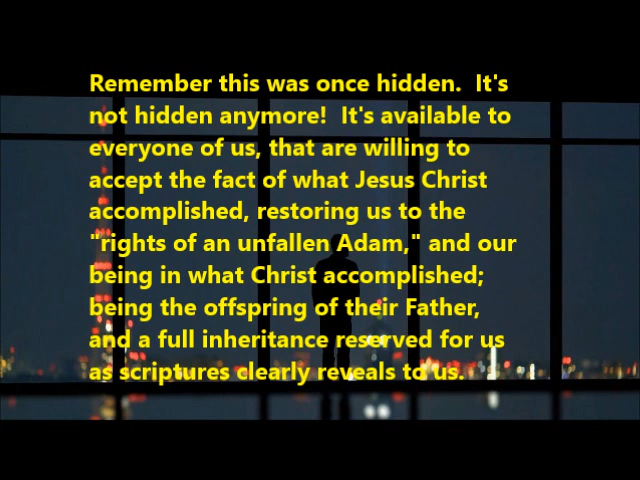 Remember this was once hidden.  It's
not hidden anymore!  It's available to
everyone of us, that are willing to
accept the fact of what Jesus Christ
accomplished, restoring us to the
"rights of an unfallen Adam," and our
being in what Christ accomplished;
being the offspring of their Father,
and a full inheritance reserved for us
as scriptures clearly reveals to us.